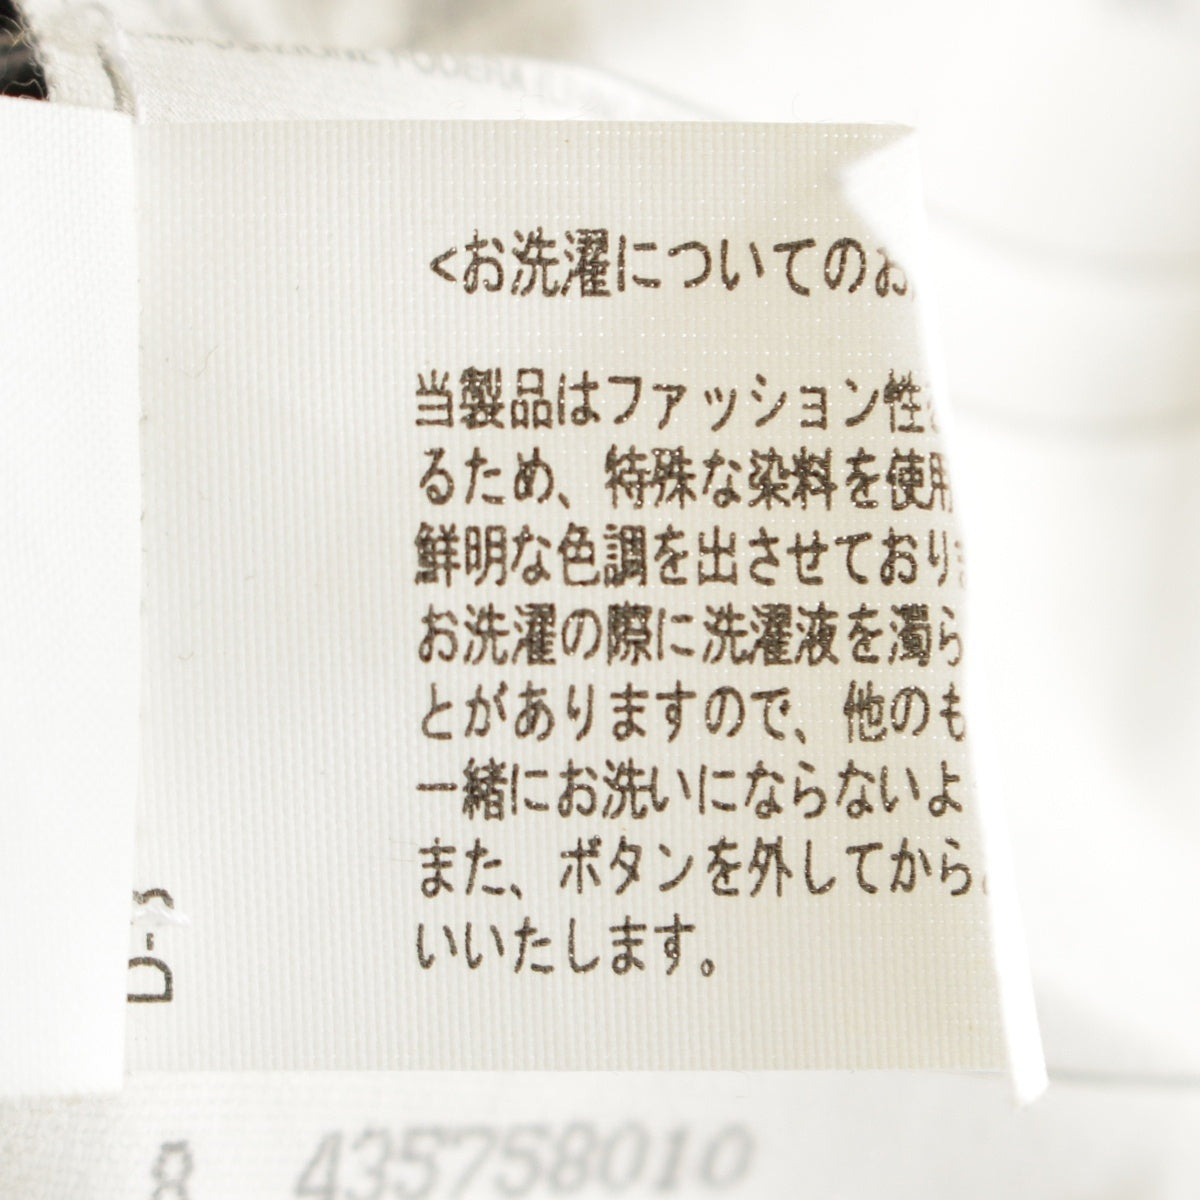 <お洗濯についてのお
当製品はファッション性
るため、特殊な染料を使用
鮮明な色調を出させており
お洗濯の際に洗濯液を濁ら
とがありますので、他のも
一緒にお洗いにならないよ
また、ボタンを外してから
いいたします。
8 435758010